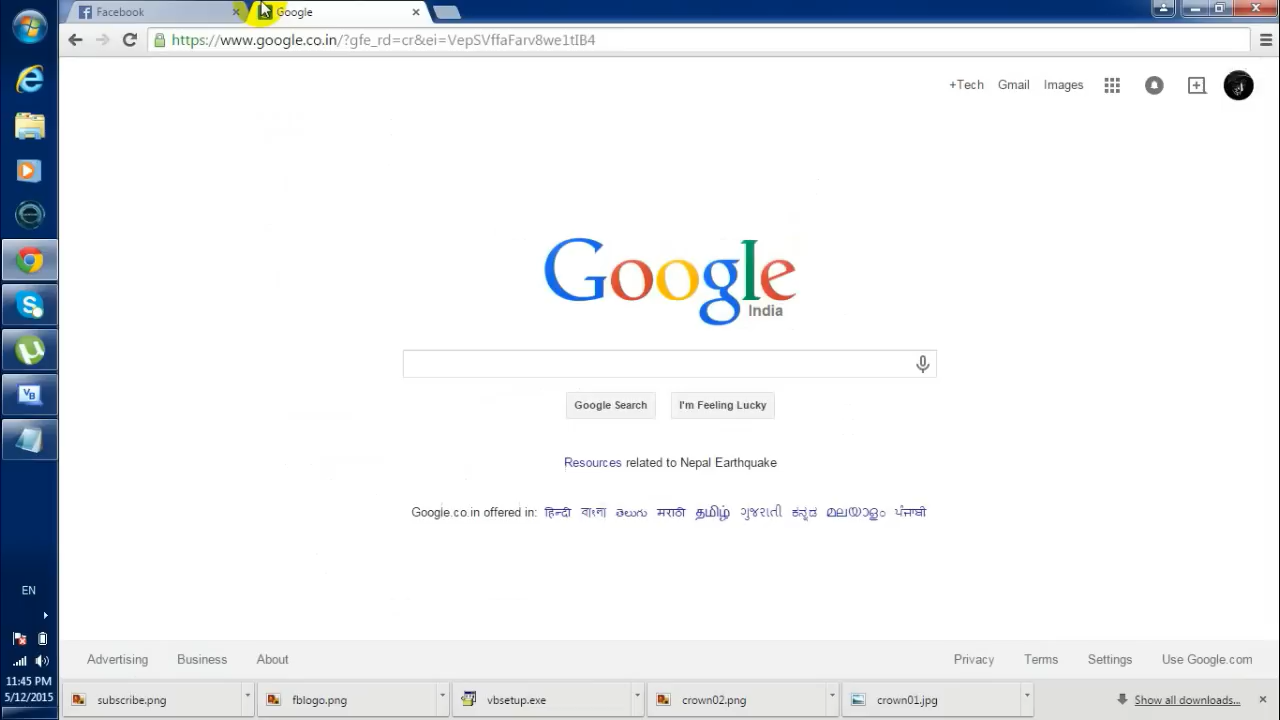 Facebook
Google
https://www.google.co.in/?gfe_rd=cr&ei=VepSVffaFarv8we1tIB4
+Tech Gmail Images
Google
India
Google Search I'm Feeling Lucky
Resources related to Nepal Earthquake
Google.co.in offered in: हिन्दी বাংলা తెలుగు मराठी தமிழ் ગુજરાતી ಕನ್ನಡ മലയാളം ਪੰਜਾਬੀ
VB
EN
11:45 PM
5/12/2015
Advertising Business About Privacy Terms Settings Use Google.com
subscribe.png fblogo.png vbsetup.exe crown02.png crown01.jpg Show all downloads...